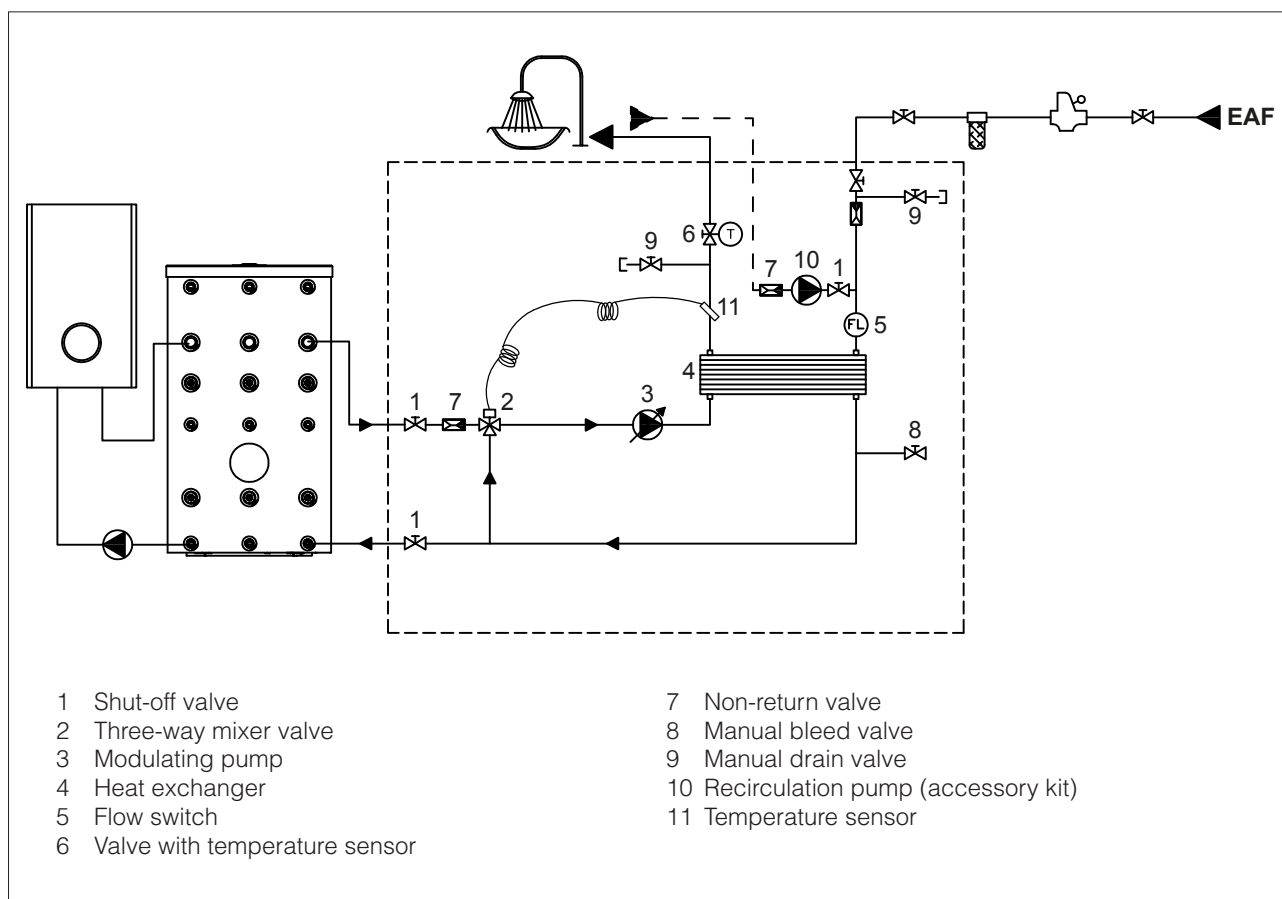 EAF
9
6
T
9
7
10
1
11
FL
5
4
1
7
2
3
8
1
1 Shut-off valve
2 Three-way mixer valve
3 Modulating pump
4 Heat exchanger
5 Flow switch
6 Valve with temperature sensor
7 Non-return valve
8 Manual bleed valve
9 Manual drain valve
10 Recirculation pump (accessory kit)
11 Temperature sensor